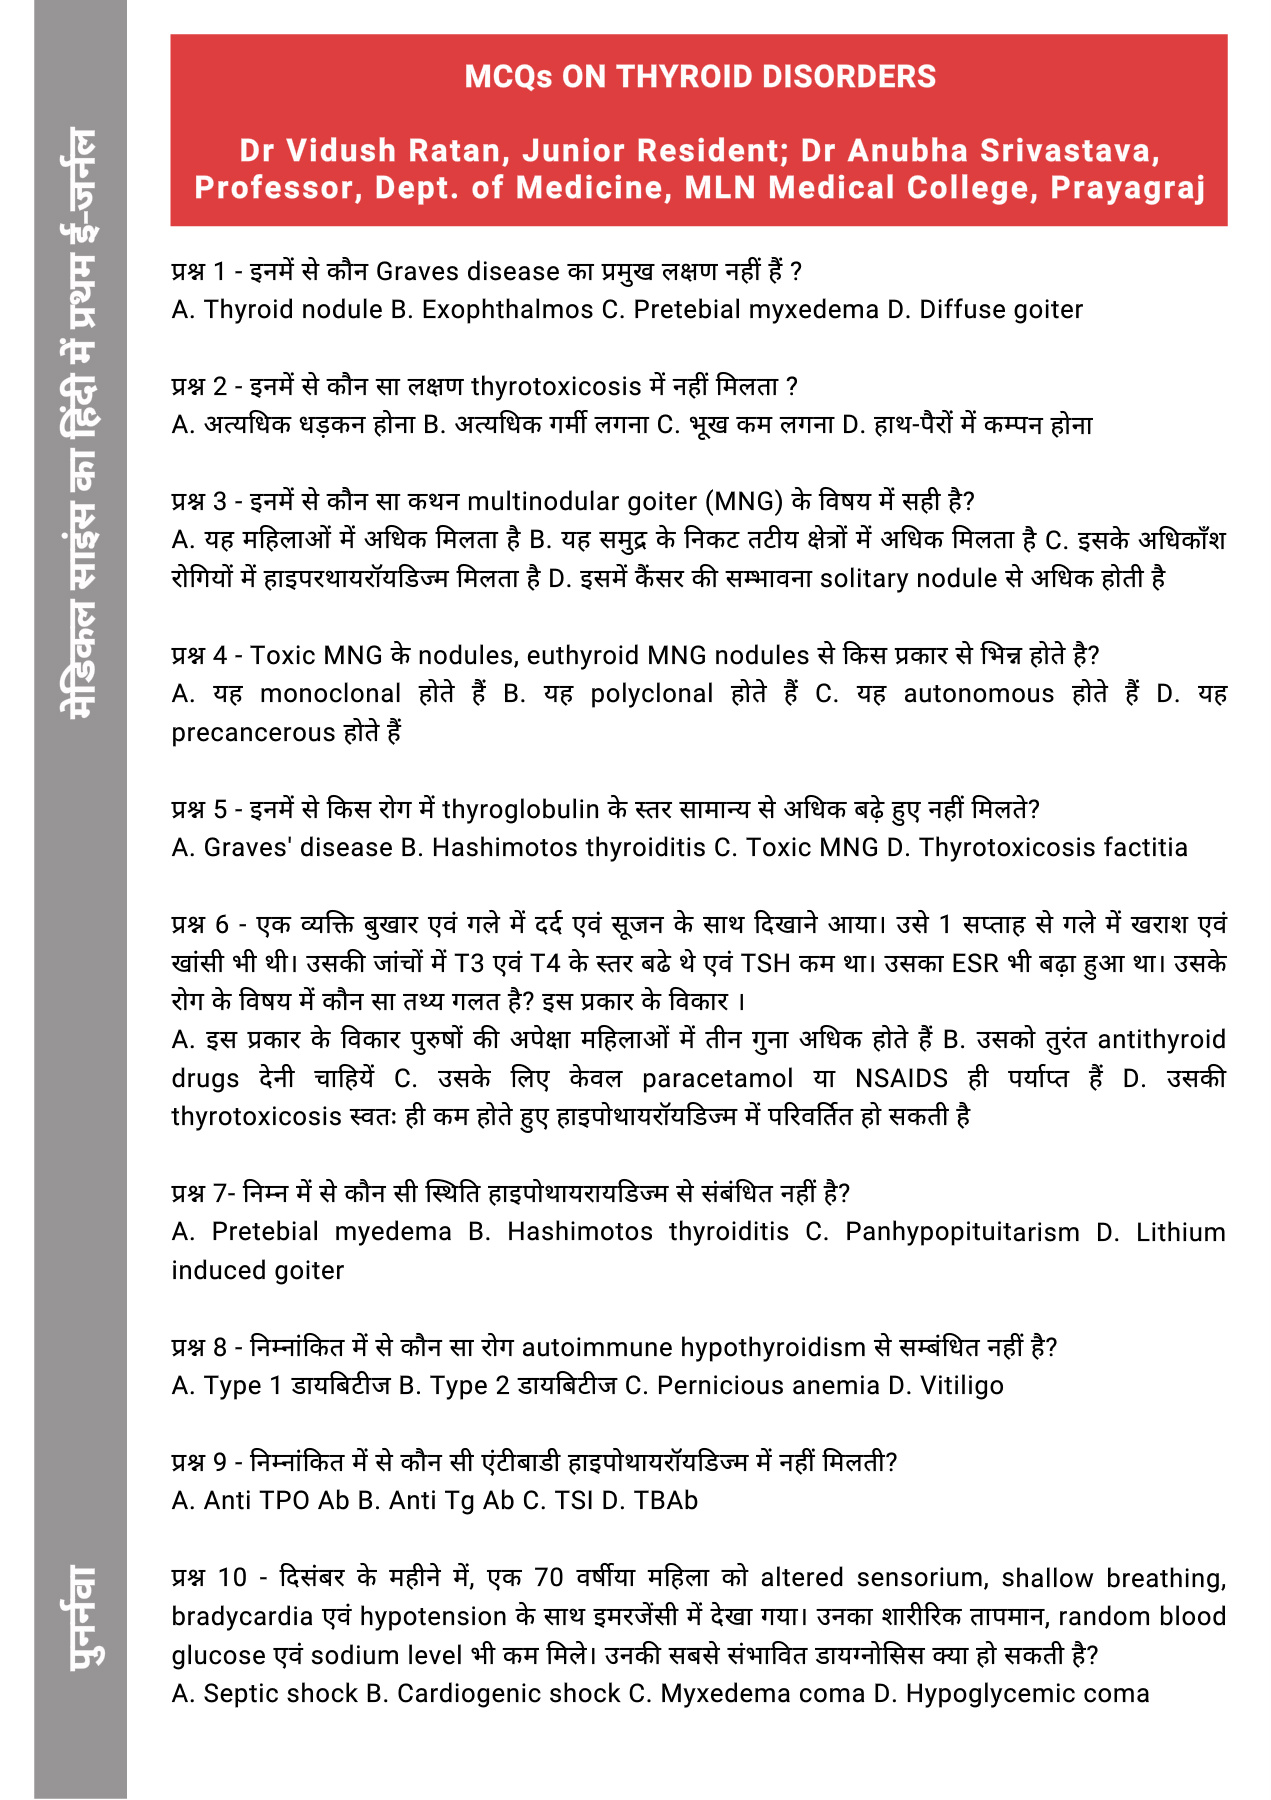 MCQs ON THYROID DISORDERS
Dr Vidush Ratan, Junior Resident; Dr Anubha Srivastava,
Professor, Dept. of Medicine, MLN Medical College, Prayagraj
मेडिकल साइंस का हिंदी में प्रथम ई-जर्नल
पुनर्नवा
प्रश्न 1 - इनमें से कौन Graves disease का प्रमुख लक्षण नहीं हैं ?
A. Thyroid nodule B. Exophthalmos C. Pretebial myxedema D. Diffuse goiter
प्रश्न 2 - इनमें से कौन सा लक्षण thyrotoxicosis में नहीं मिलता ?
A. अत्यधिक धड़कन होना B. अत्यधिक गर्मी लगना C. भूख कम लगना D. हाथ-पैरों में कम्पन होना
प्रश्न 3 - इनमें से कौन सा कथन multinodular goiter (MNG) के विषय में सही है?
A. यह महिलाओं में अधिक मिलता है B. यह समुद्र के निकट तटीय क्षेत्रों में अधिक मिलता है C. इसके अधिकाँश
रोगियों में हाइपरथायरॉयडिज्म मिलता है D. इसमें कैंसर की सम्भावना solitary nodule से अधिक होती है
प्रश्न 4 - Toxic MNG के nodules, euthyroid MNG nodules से किस प्रकार से भिन्न होते है?
A. यह monoclonal होते हैं B. यह polyclonal होते हैं C. यह autonomous होते हैं D. यह
precancerous होते हैं
प्रश्न 5 - इनमें से किस रोग में thyroglobulin के स्तर सामान्य से अधिक बढ़े हुए नहीं मिलते?
A. Graves' disease B. Hashimotos thyroiditis C. Toxic MNG D. Thyrotoxicosis factitia
प्रश्न 6 - एक व्यक्ति बुखार एवं गले में दर्द एवं सूजन के साथ दिखाने आया। उसे 1 सप्ताह से गले में खराश एवं
खांसी भी थी। उसकी जांचों में T3 एवं T4 के स्तर बढे थे एवं TSH कम था। उसका ESR भी बढ़ा हुआ था। उसके
रोग के विषय में कौन सा तथ्य गलत है? इस प्रकार के विकार ।
A. इस प्रकार के विकार पुरुषों की अपेक्षा महिलाओं में तीन गुना अधिक होते हैं B. उसको तुरंत antithyroid
drugs देनी चाहियें C. उसके लिए केवल paracetamol या NSAIDS ही पर्याप्त हैं D. उसकी
thyrotoxicosis स्वतः ही कम होते हुए हाइपोथायरॉयडिज्म में परिवर्तित हो सकती है
प्रश्न 7- निम्न में से कौन सी स्थिति हाइपोथायरायडिज्म से संबंधित नहीं है?
A. Pretebial myedema B. Hashimotos thyroiditis C. Panhypopituitarism D. Lithium
induced goiter
प्रश्न 8 - निम्नांकित में से कौन सा रोग autoimmune hypothyroidism से सम्बंधित नहीं है?
A. Type 1 डायबिटीज B. Type 2 डायबिटीज C. Pernicious anemia D. Vitiligo
प्रश्न 9 - निम्नांकित में से कौन सी एंटीबाडी हाइपोथायरॉयडिज्म में नहीं मिलती?
A. Anti TPO Ab B. Anti Tg Ab C. TSI D. TBAb
प्रश्न 10 - दिसंबर के महीने में, एक 70 वर्षीया महिला को altered sensorium, shallow breathing,
bradycardia एवं hypotension के साथ इमरजेंसी में देखा गया। उनका शारीरिक तापमान, random blood
glucose एवं sodium level भी कम मिले। उनकी सबसे संभावित डायग्नोसिस क्या हो सकती है?
A. Septic shock B. Cardiogenic shock C. Myxedema coma D. Hypoglycemic coma